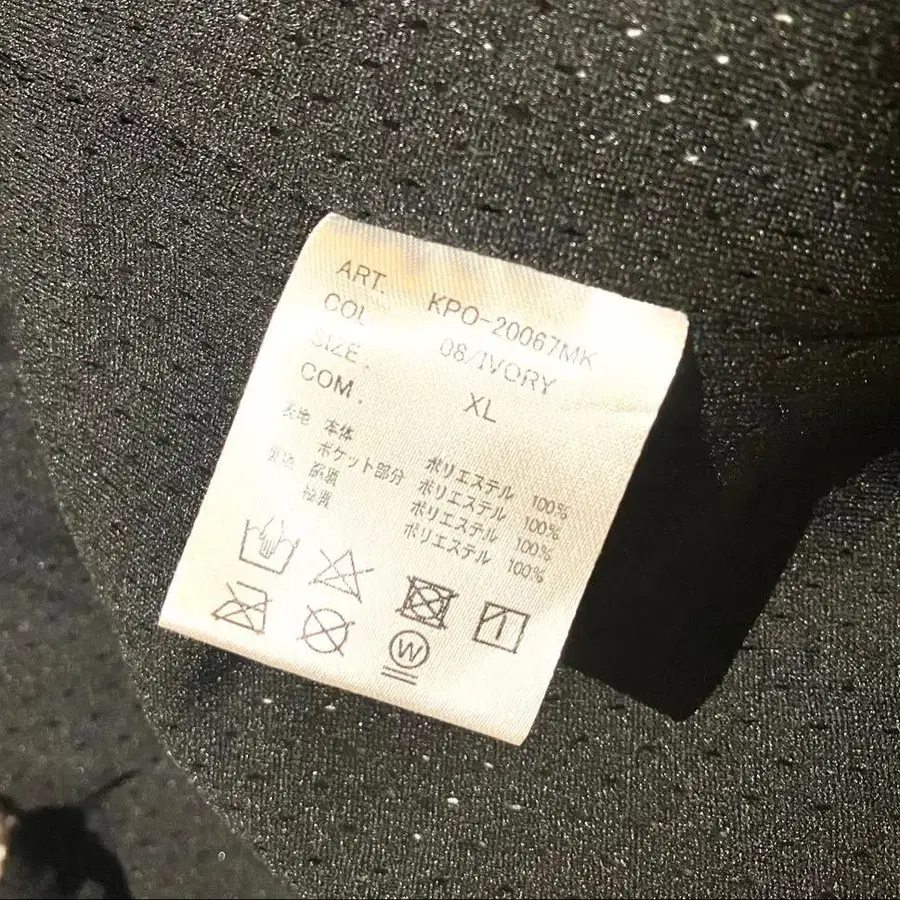 ART. KPO-20067MK
COL 08/IVORY
SIZE. XL
COM.
表地 本体 ポリエステル 100%
ポケット部分 ポリエステル 100%
裏地 ポリエステル 100%
ポリエステル 100%
W